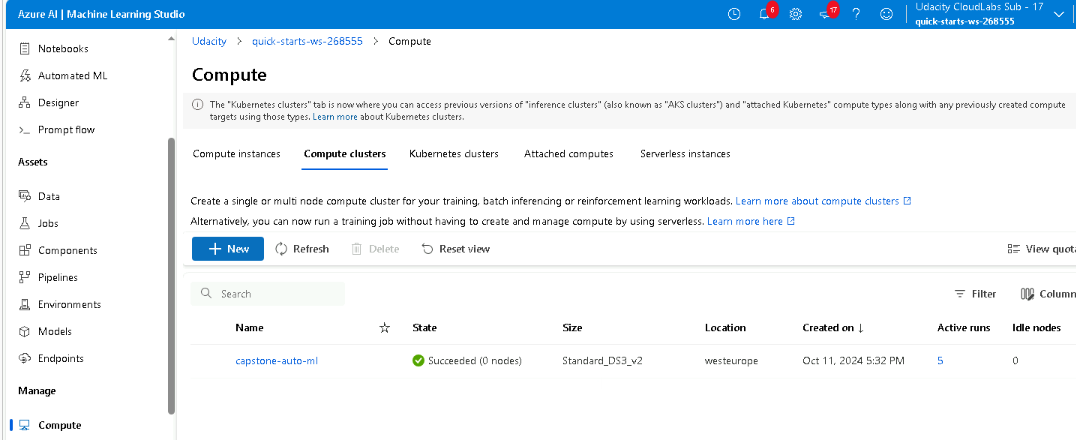 Azure AI | Machine Learning Studio
6
17
Udacity CloudLabs Sub - 17
quick-starts-ws-268555
Notebooks
Automated ML
Designer
Prompt flow
Assets
Data
Jobs
Components
Pipelines
Environments
Models
Endpoints
Manage
Compute
Udacity > quick-starts-ws-268555 > Compute
Compute
The "Kubernetes clusters" tab is now where you can access previous versions of "inference clusters" (also known as "AKS clusters") and "attached Kubernetes" compute types along with any previously created compute
targets using those types. Learn more about Kubernetes clusters.
Compute instances Compute clusters Kubernetes clusters Attached computes Serverless instances
Create a single or multi node compute cluster for your training, batch inferencing or reinforcement learning workloads. Learn more about compute clusters
Alternatively, you can now run a training job without having to create and manage compute by using serverless. Learn more here
+ New Refresh Delete Reset view View quota
Search Filter Column
Name State Size Location Created on ↓ Active runs Idle nodes
capstone-auto-ml Succeeded (0 nodes) Standard_DS3_v2 westeurope Oct 11, 2024 5:32 PM 5 0